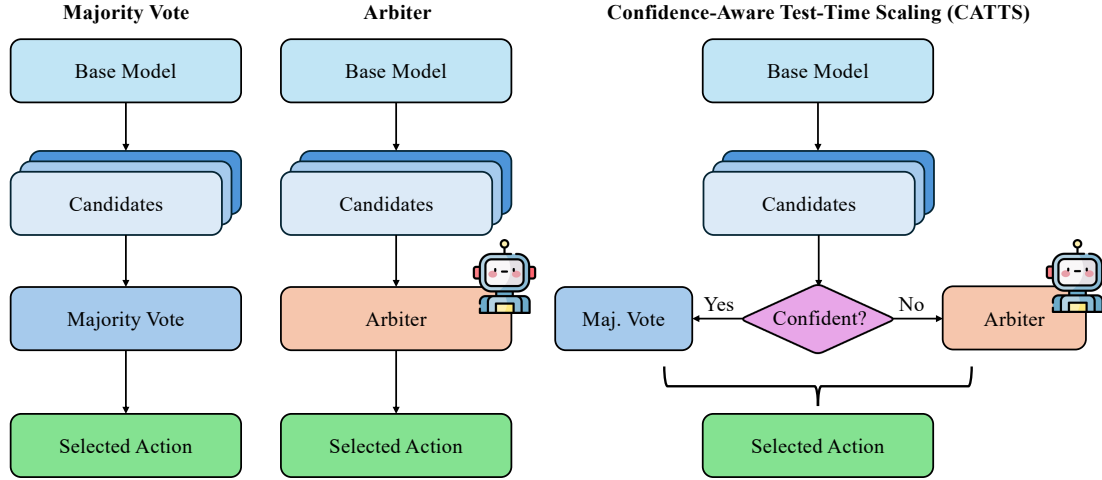 Majority Vote
Base Model
Candidates
Majority Vote
Selected Action
Arbiter
Base Model
Candidates
Arbiter
Selected Action
Confidence-Aware Test-Time Scaling (CATTS)
Base Model
Candidates
Maj. Vote
Yes
Confident?
No
Arbiter
Selected Action